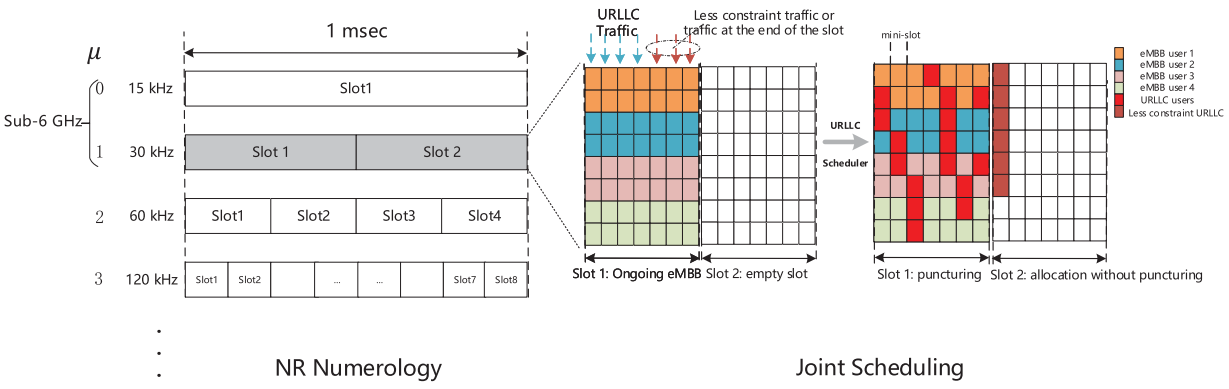 1 msec
μ
0
15 kHz
Slot1
Sub-6 GHz
1
30 kHz
Slot 1
Slot 2
2
60 kHz
Slot1
Slot2
Slot3
Slot4
3
120 kHz
Slot1
Slot2
...
...
Slot7
Slot8
NR Numerology
URLLC
Traffic
Less constraint traffic or
traffic at the end of the slot
Slot 1: Ongoing eMBB
Slot 2: empty slot
URLLC
Scheduler
mini-slot
Slot 1: puncturing
Slot 2: allocation without puncturing
eMBB user 1
eMBB user 2
eMBB user 3
eMBB user 4
URLLC users
Less constraint URLLC
Joint Scheduling